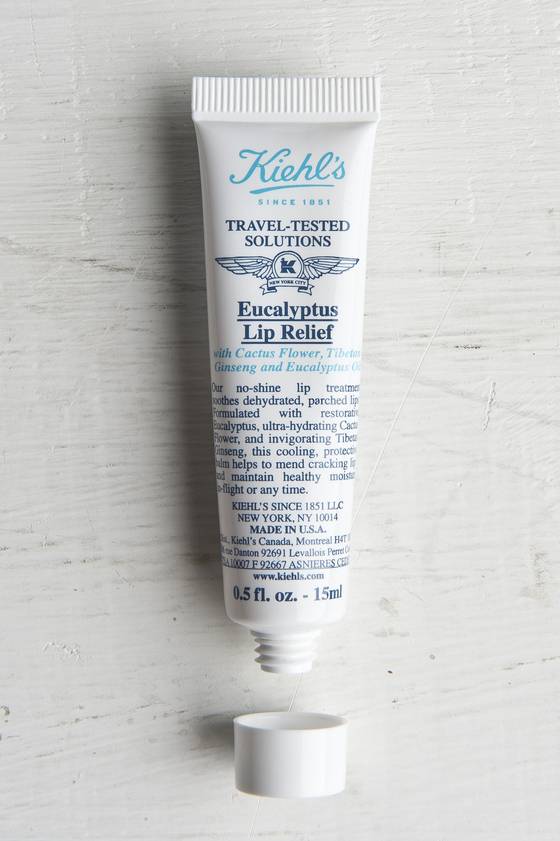 Kiehl's
SINCE 1851
TRAVEL-TESTED
SOLUTIONS
K
NEW YORK CITY
Eucalyptus
Lip Relief
with Cactus Flower, Tibetan
Ginseng and Eucalyptus
Our no-shine lip treatment
soothes dehydrated, parched lips
Formulated with restorative
Eucalyptus, ultra-hydrating Cactus
Flower, and invigorating Tibetan
Ginseng, this cooling, protective
balm helps to mend cracking lips
and maintain healthy moisture
in-flight or any time.
KIEHL'S SINCE 1851 LLC
NEW YORK, NY 10014
MADE IN U.S.A.
Kiehl's Canada, Montreal H4T
rue Danton 92691 Levallois Perret
10007 F 92667 ASNIERES
www.kiehls.com
0.5 fl. oz. - 15ml